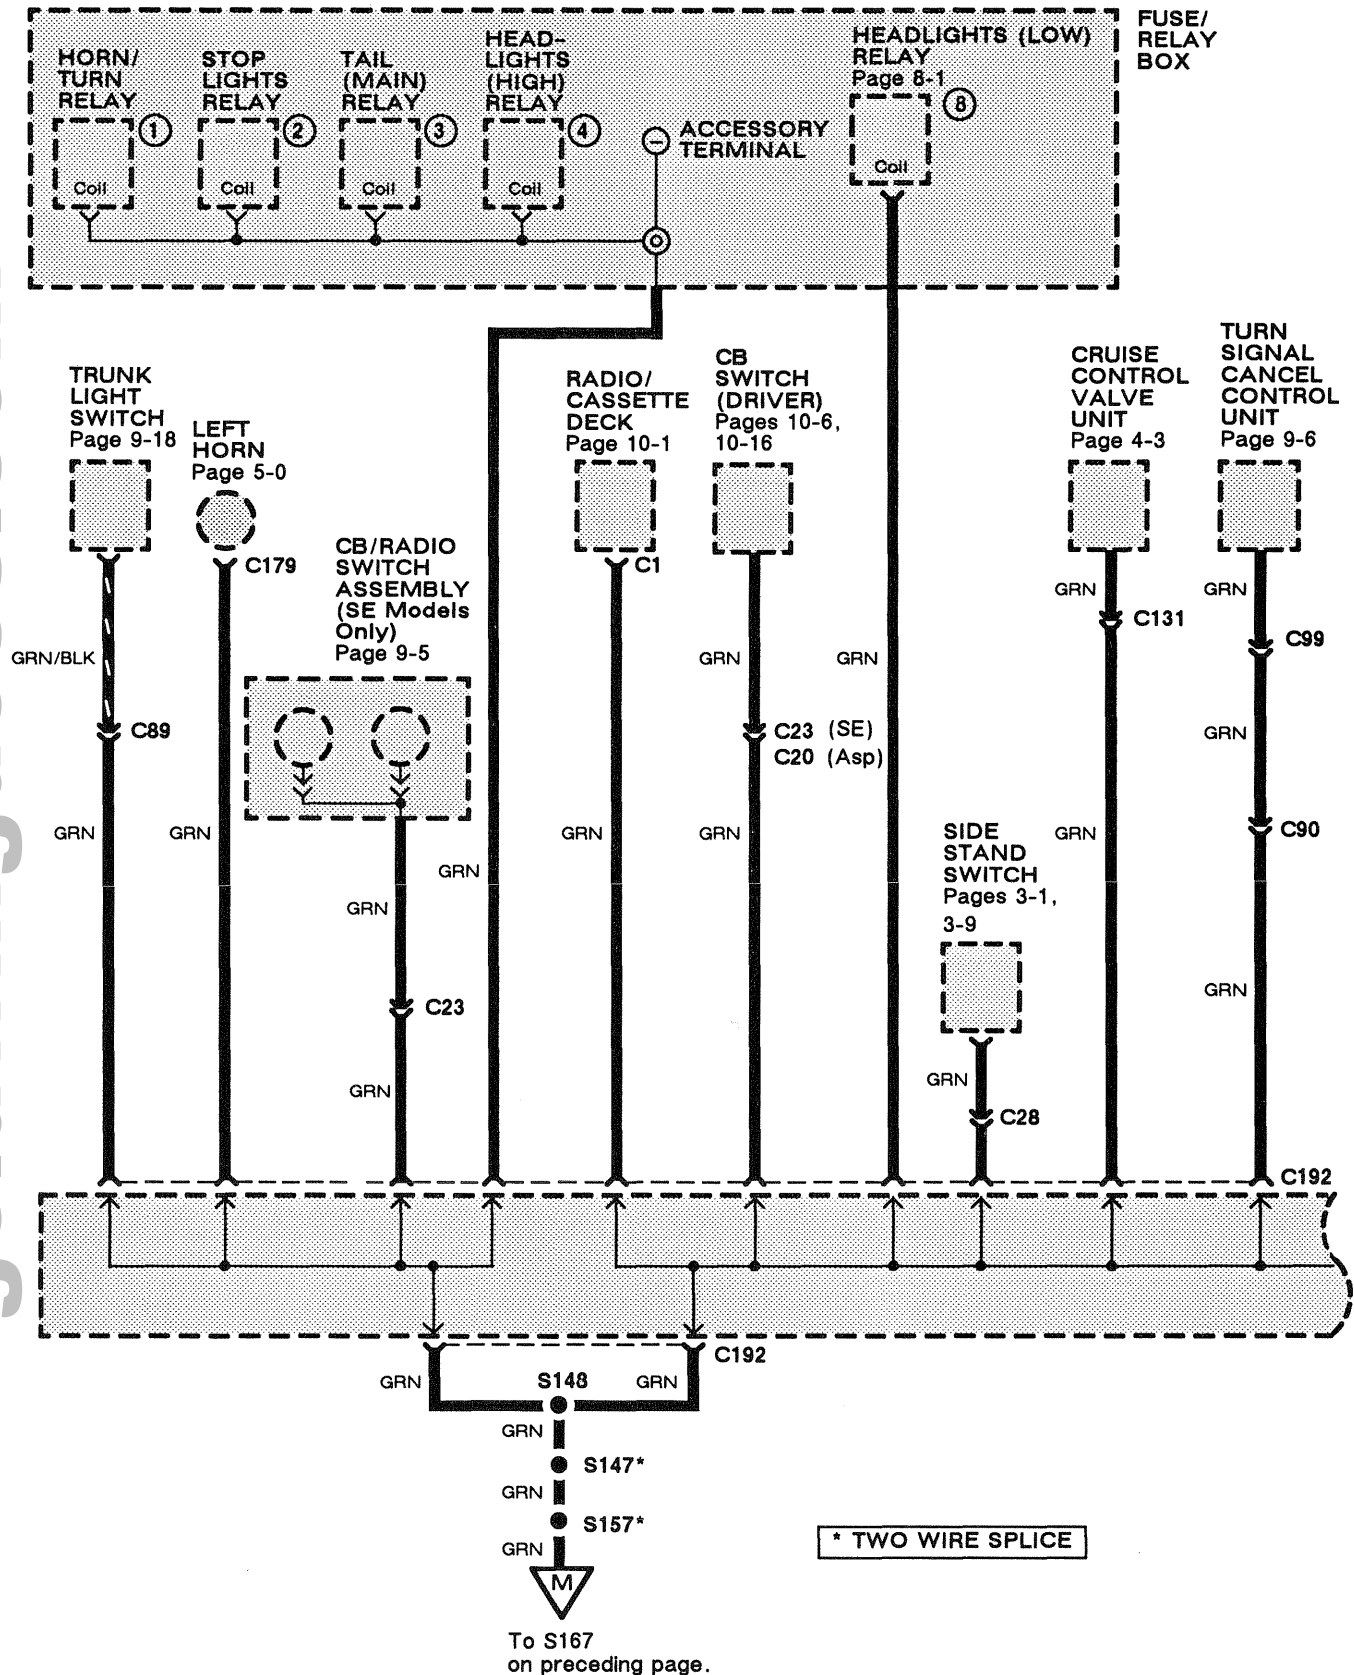 FUSE/
RELAY
BOX
HORN/
TURN
RELAY
1
Coil
STOP
LIGHTS
RELAY
2
Coil
TAIL
(MAIN)
RELAY
3
Coil
HEAD-
LIGHTS
(HIGH)
RELAY
4
Coil
ACCESSORY
TERMINAL
HEADLIGHTS (LOW)
RELAY
Page 8-1
8
Coil
TRUNK
LIGHT
SWITCH
Page 9-18
LEFT
HORN
Page 5-0
C179
CB/RADIO
SWITCH
ASSEMBLY
(SE Models
Only)
Page 9-5
RADIO/
CASSETTE
DECK
Page 10-1
C1
CB
SWITCH
(DRIVER)
Pages 10-6,
10-16
CRUISE
CONTROL
VALVE
UNIT
Page 4-3
TURN
SIGNAL
CANCEL
CONTROL
UNIT
Page 9-6
GRN
C131
GRN
C99
GRN/BLK
C89
GRN
GRN
C23 (SE)
C20 (Asp)
GRN
C90
GRN
GRN
GRN
GRN
GRN
GRN
GRN
SIDE
STAND
SWITCH
Pages 3-1,
3-9
GRN
C23
GRN
GRN
GRN
C28
C192
C192
GRN
S148
GRN
GRN
S147*
GRN
S157*
GRN
M
To S167
on preceding page.
* TWO WIRE SPLICE